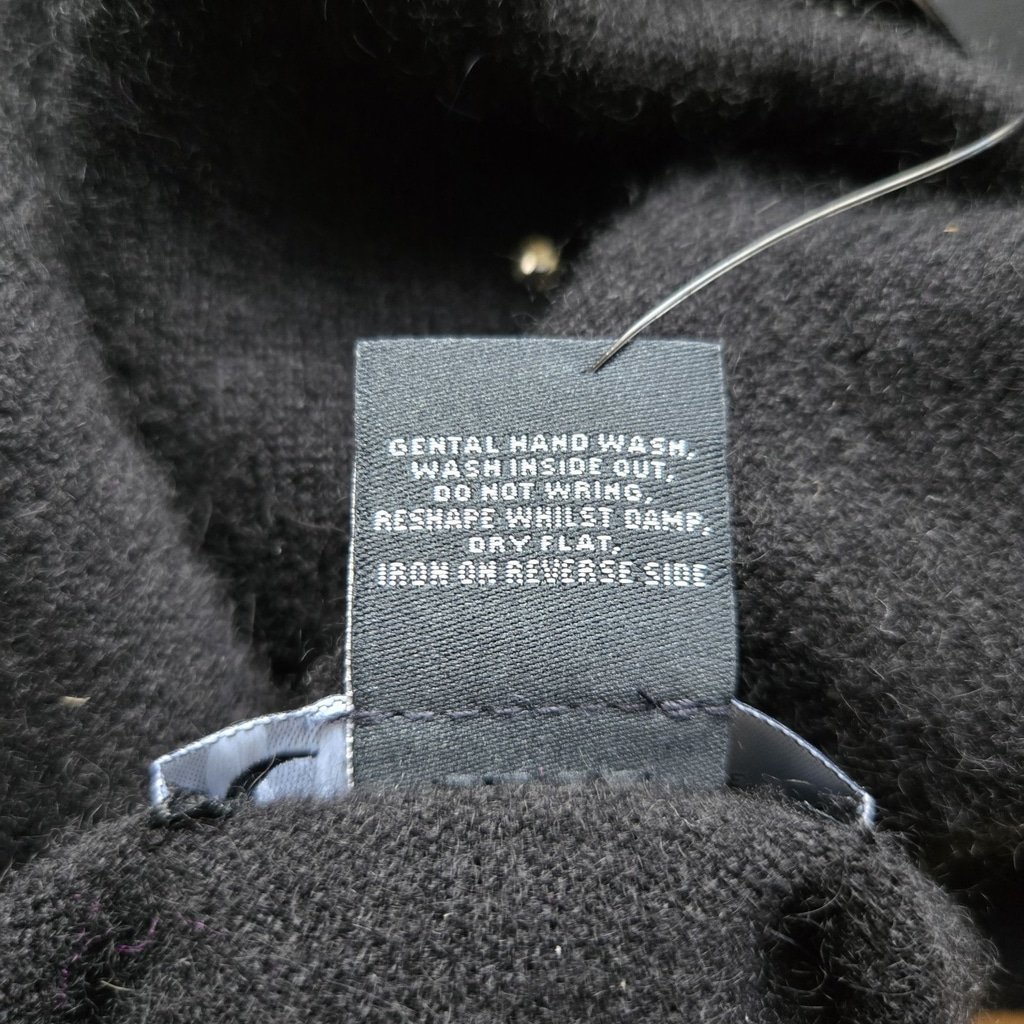 GENTAL HAND WASH,
WASH INSIDE OUT,
DO NOT WRING,
RESHAPE WHILST DAMP,
DRY FLAT,
IRON ON REVERSE SIDE